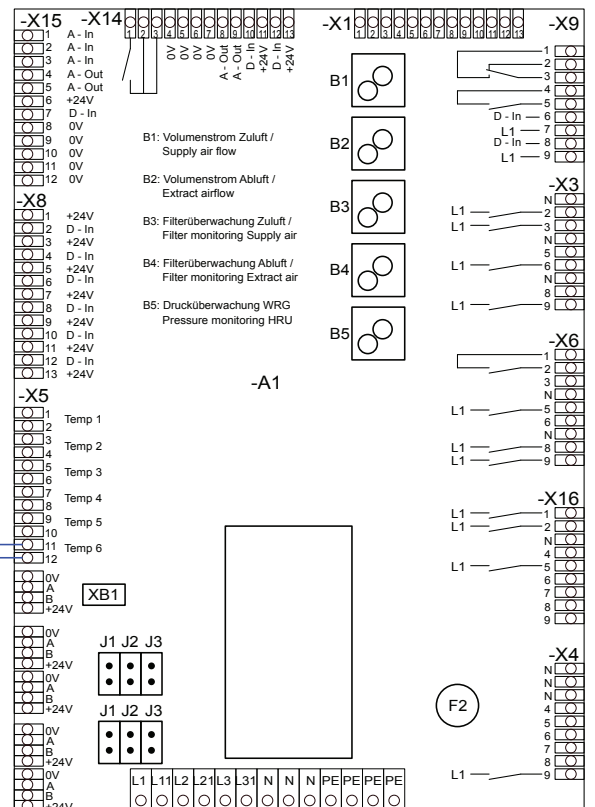 -X15
1 A - In
2 A - In
3 A - In
4 A - Out
5 A - Out
6 +24V
7 D - In
8 0V
9 0V
10 0V
11 0V
12 0V
-X14
1 2 3 4 5 6 7 8 9 10 11 12 13
0V
0V
0V
0V
A - Out
A - Out
D - In
+24V
D - In
+24V
-X1
1 2 3 4 5 6 7 8 9 10 11 12 13
-X9
1
2
3
4
5
D - In 6
L1 7
D - In 8
L1 9
B1
B2
B3
B4
B5
B1: Volumenstrom Zuluft /
Supply air flow
B2: Volumenstrom Abluft /
Extract airflow
B3: Filterüberwachung Zuluft /
Filter monitoring Supply air
B4: Filterüberwachung Abluft /
Filter monitoring Extract air
B5: Drucküberwachung WRG
Pressure monitoring HRU
-X8
1 +24V
2 D - In
3 +24V
4 D - In
5 +24V
6 D - In
7 +24V
8 D - In
9 +24V
10 D - In
11 +24V
12 D - In
13 +24V
-X3
N
L1 2
L1 3
N
5
L1 6
N
8
L1 9
-X6
1
2
3
N
L1 5
6
N
L1 8
L1 9
-A1
-X5
1
2
Temp 1
3
4
Temp 2
5
6
Temp 3
7
8
Temp 4
9
10
Temp 5
11
12
Temp 6
-X16
L1 1
L1 2
N
4
L1 5
6
7
8
9
0V
A
B
+24V
XB1
0V
A
B
+24V
0V
A
B
+24V
J1 J2 J3
J1 J2 J3
0V
A
B
+24V
0V
A
B
+24V
F2
-X4
N
N
N
4
5
6
7
8
L1 9
L1 L11 L2 L21 L3 L31 N N N PE PE PE PE